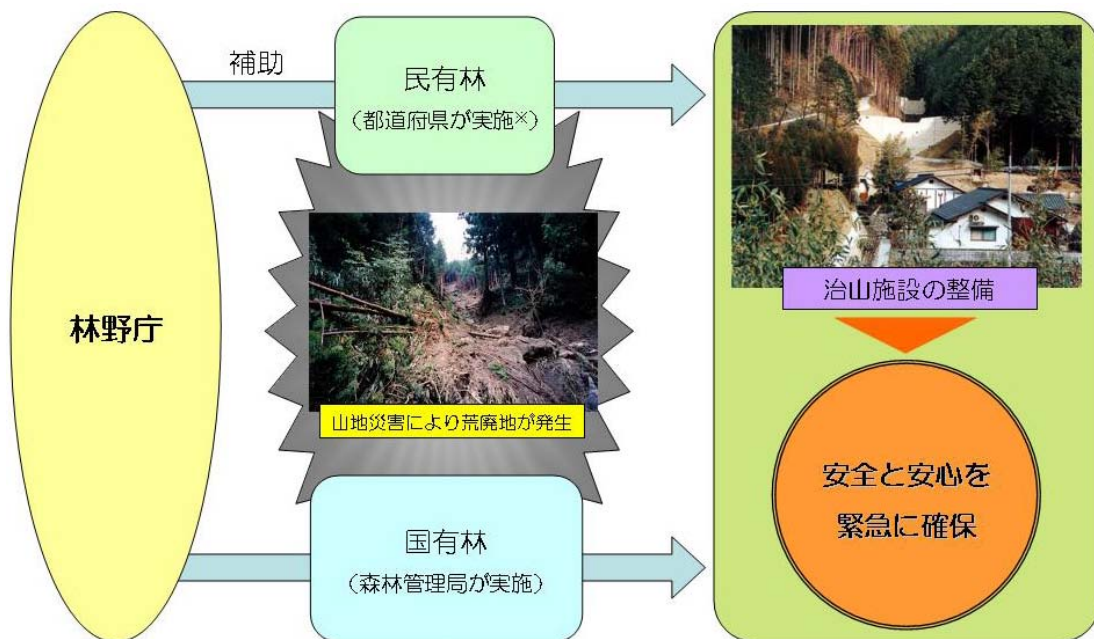 林野庁
補助
民有林
（都道府県が実施※）
山地災害により荒廃地が発生
国有林
（森林管理局が実施）
治山施設の整備
安全と安心を
緊急に確保